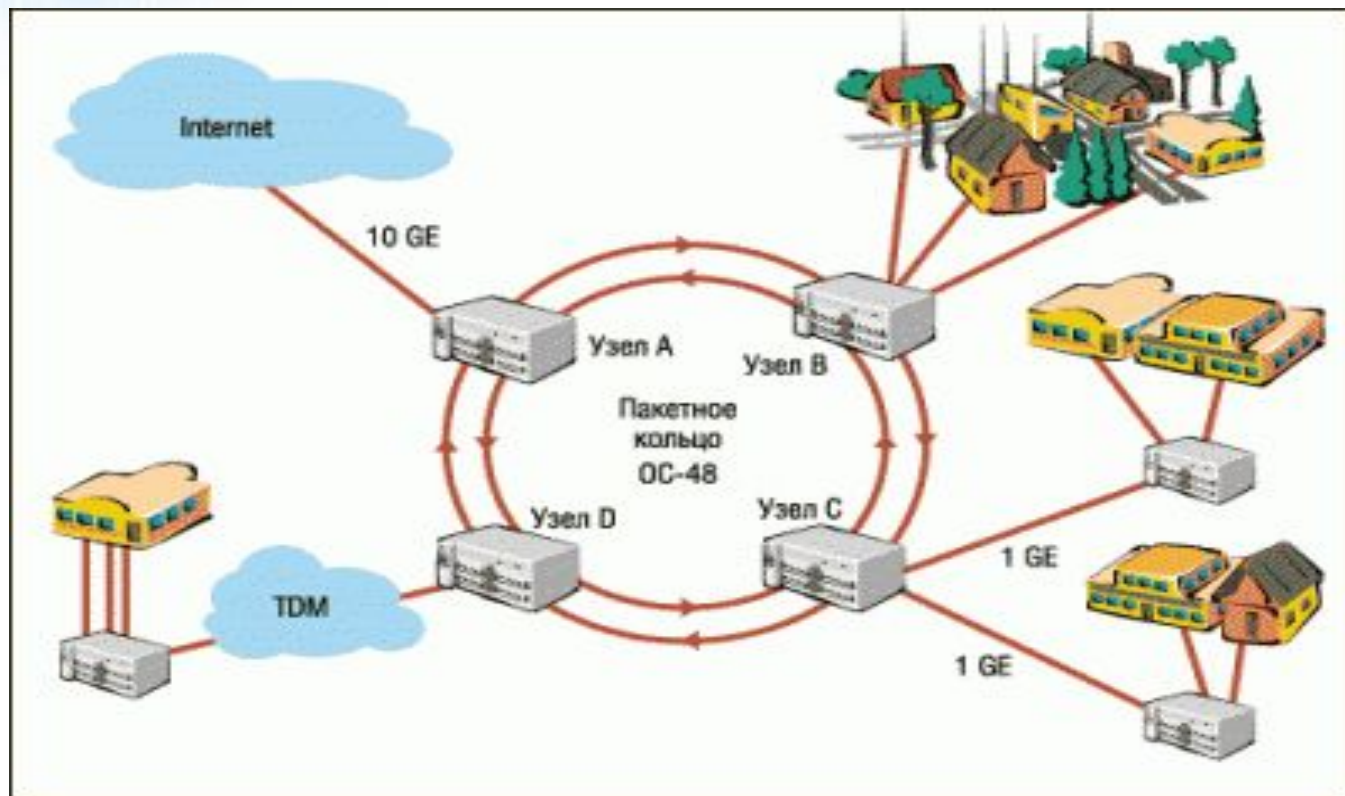 Internet
10 GE
Узел A
Узел B
Пакетное
кольцо
ОС-48
Узел D
Узел C
TDM
1 GE
1 GE